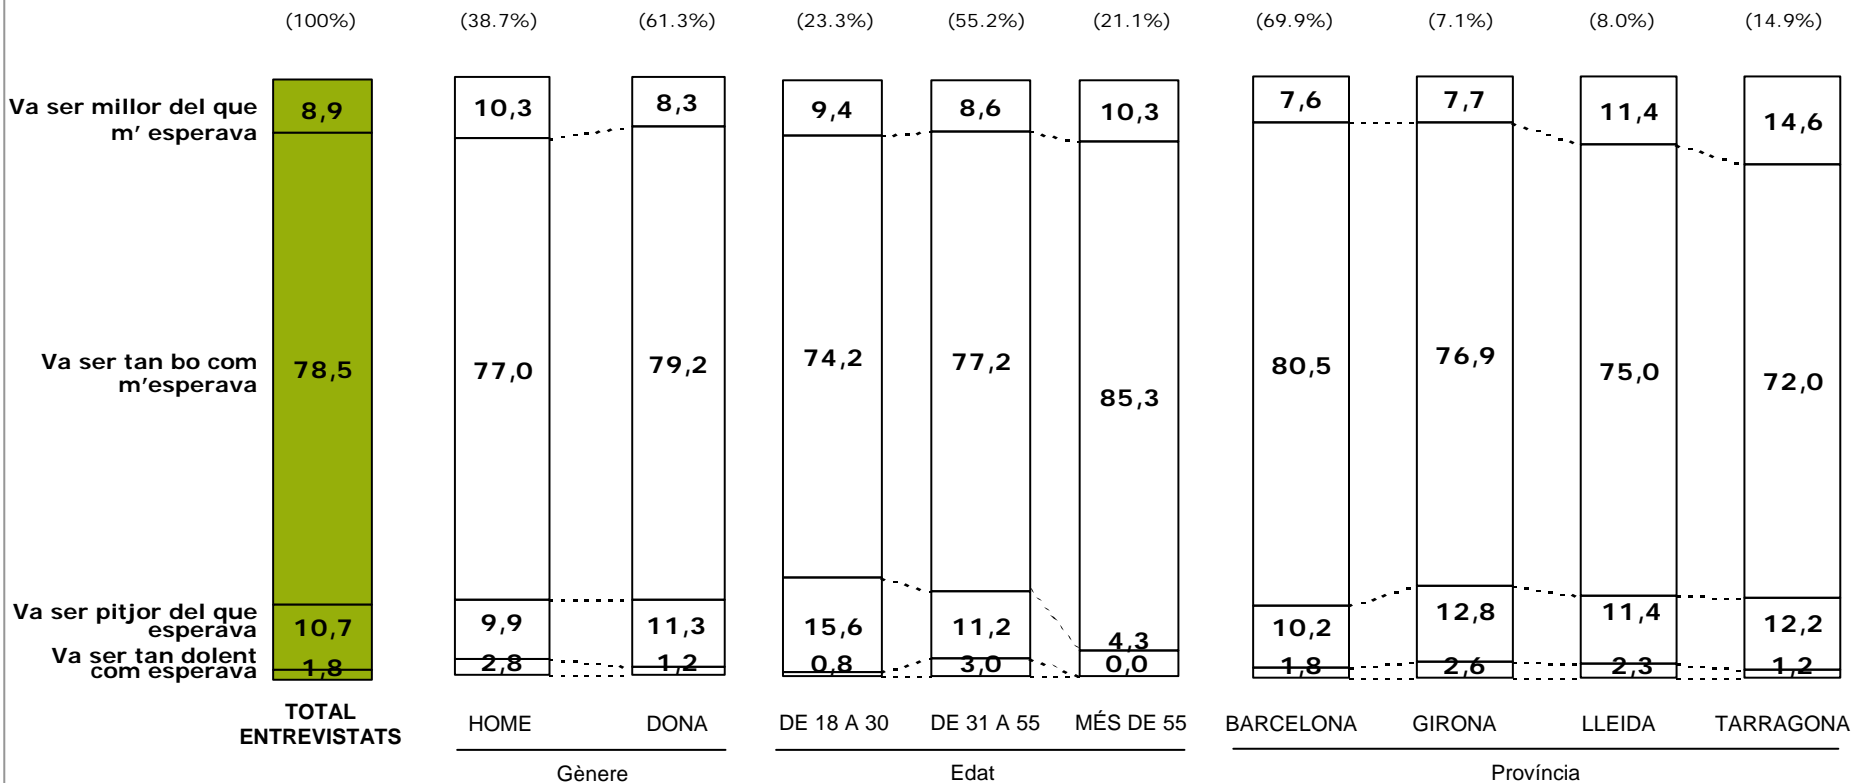 (100%) (38.7%) (61.3%) (23.3%) (55.2%) (21.1%) (69.9%) (7.1%) (8.0%) (14.9%)
Va ser millor del que
m' esperava
8,9 10,3 8,3 9,4 8,6 10,3 7,6 7,7 11,4 14,6
Va ser tan bo com
m'esperava
78,5 77,0 79,2 74,2 77,2 85,3 80,5 76,9 75,0 72,0
Va ser pitjor del que
esperava
10,7 9,9 11,3 15,6 11,2 4,3 10,2 12,8 11,4 12,2
Va ser tan dolent
com esperava
1,8 2,8 1,2 0,8 3,0 0,0 1,8 2,6 2,3 1,2
TOTAL
ENTREVISTATS
HOME DONA DE 18 A 30 DE 31 A 55 MÉS DE 55 BARCELONA GIRONA LLEIDA TARRAGONA
Gènere Edat Província